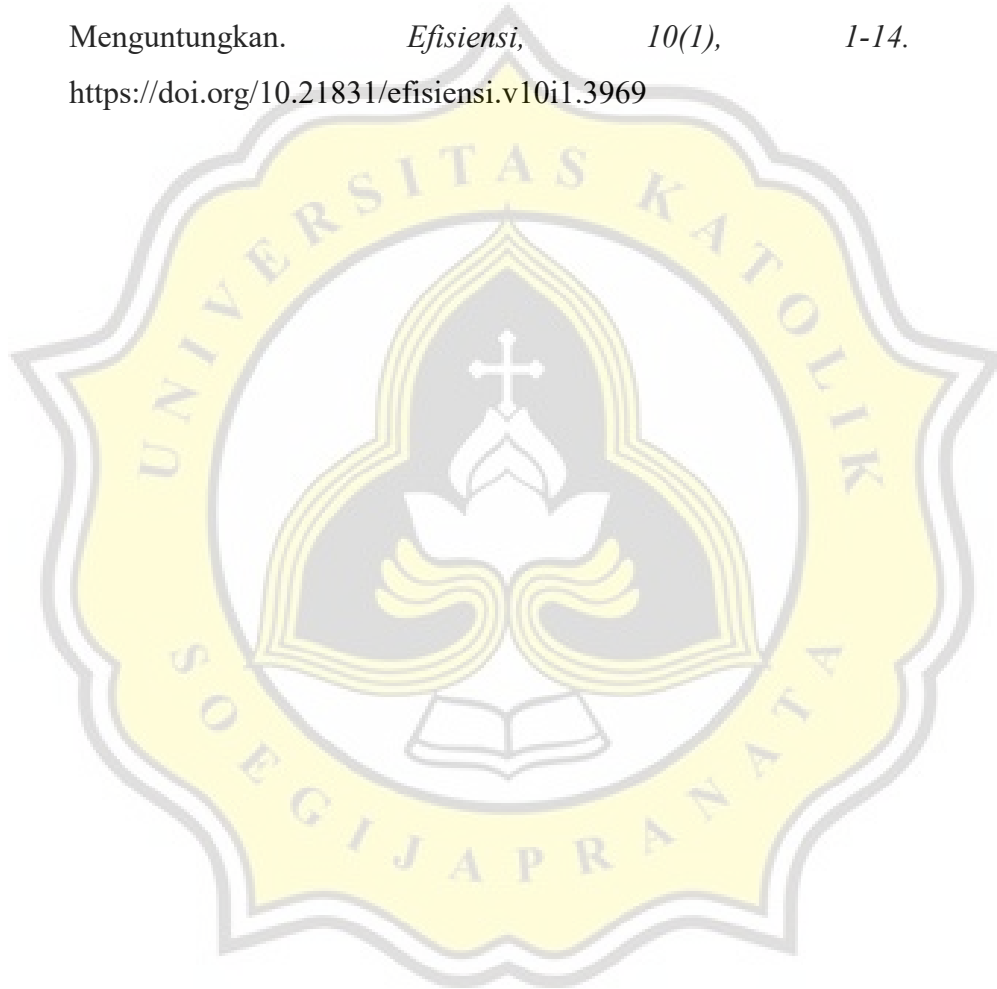 Menguntungkan. Efisiensi, 10(1), 1-14.
https://doi.org/10.21831/efisiensi.v10i1.3969
UNIVERSITAS KATOLIK
SOEGIJAPRANATA